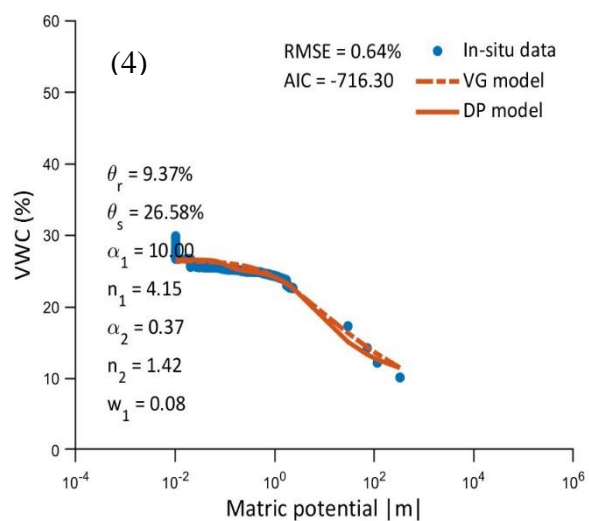 60
(4)
RMSE = 0.64%
AIC = -716.30
In-situ data
VG model
DP model
50
40
30
20
10
0
VWC (%)
θr = 9.37%
θs = 26.58%
α1 = 10.00
n1 = 4.15
α2 = 0.37
n2 = 1.42
w1 = 0.08
10-4
10-2
100
102
104
106
Matric potential |m|